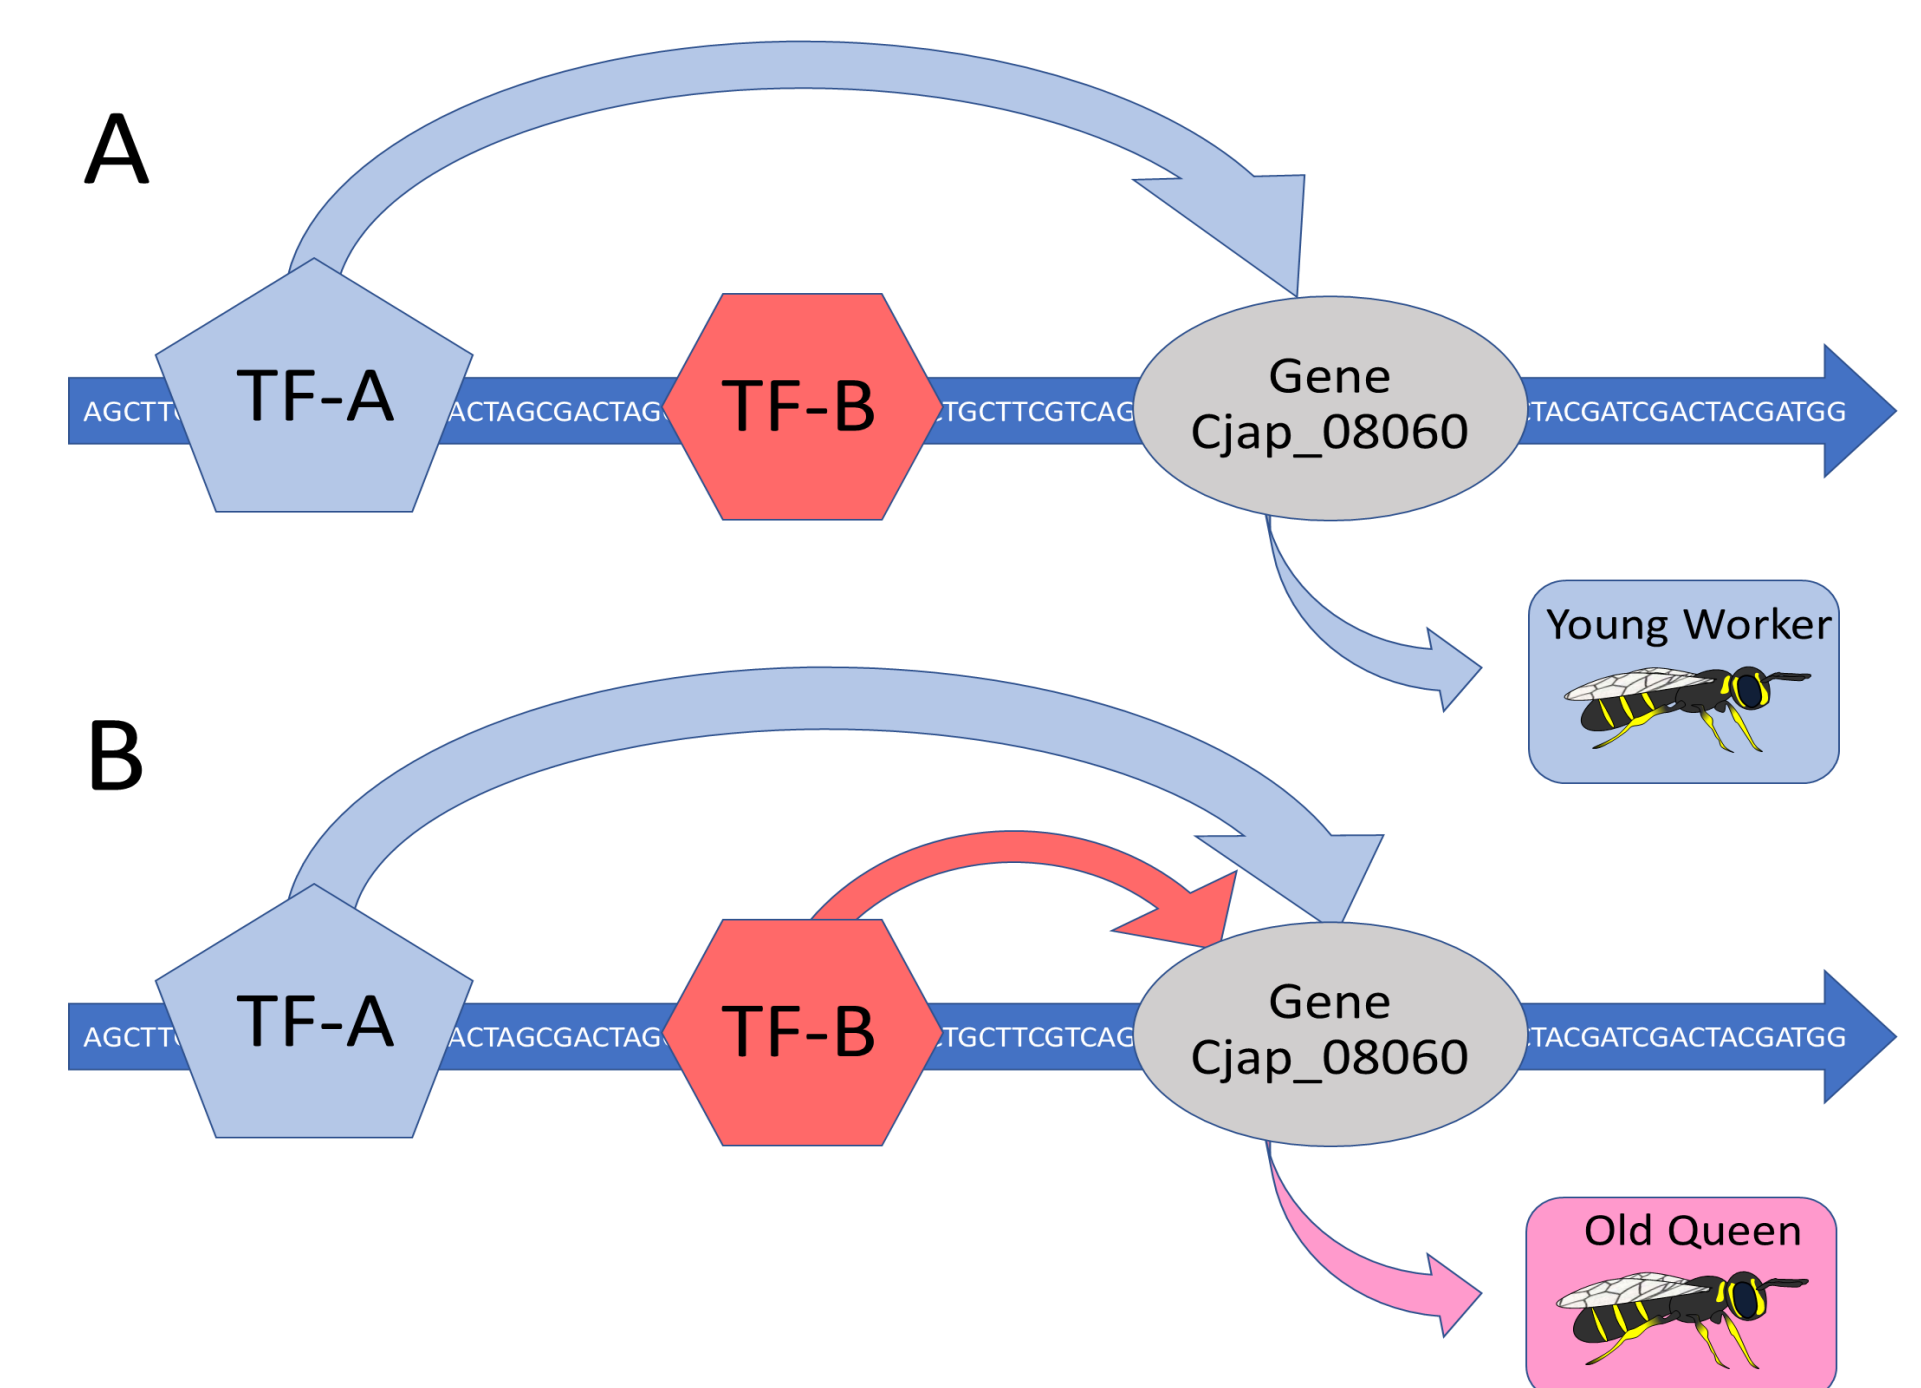 A
TF-A
TF-B
Gene
Cjap_08060
AGCTT
ACTAGCGACTAG
TGCTTCGTCAG
TACGATCGACTACGATGG
Young Worker
B
TF-A
TF-B
Gene
Cjap_08060
AGCTT
ACTAGCGACTAG
TGCTTCGTCAG
TACGATCGACTACGATGG
Old Queen